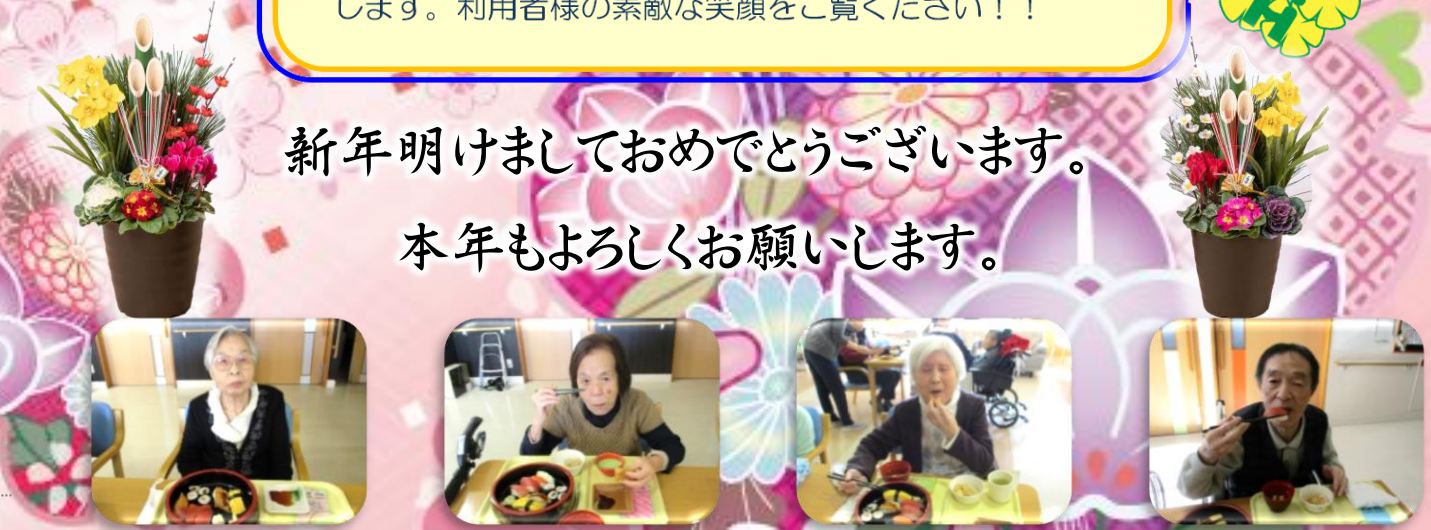 します。利用者様の素敵な笑顔をご覧ください！！
新年明けましておめでとうございます。
本年もよろしくお願いします。